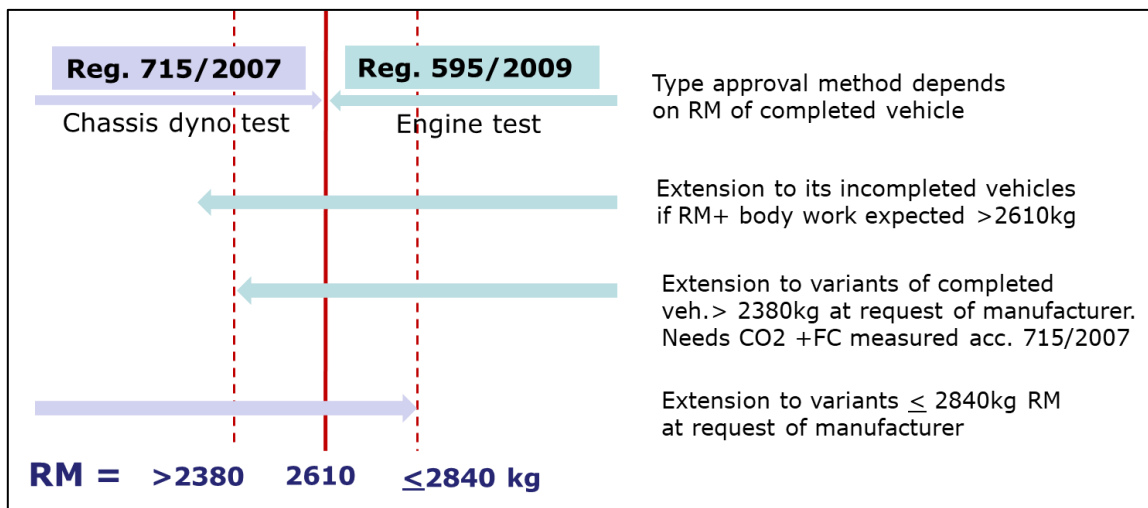 Reg. 715/2007
Reg. 595/2009
Chassis dyno test
Engine test
Type approval method depends
on RM of completed vehicle
Extension to its incompleted vehicles
if RM+ body work expected >2610kg
Extension to variants of completed
veh.> 2380kg at request of manufacturer.
Needs CO2 +FC measured acc. 715/2007
Extension to variants ≤ 2840kg RM
at request of manufacturer
RM = >2380 2610 ≤2840 kg